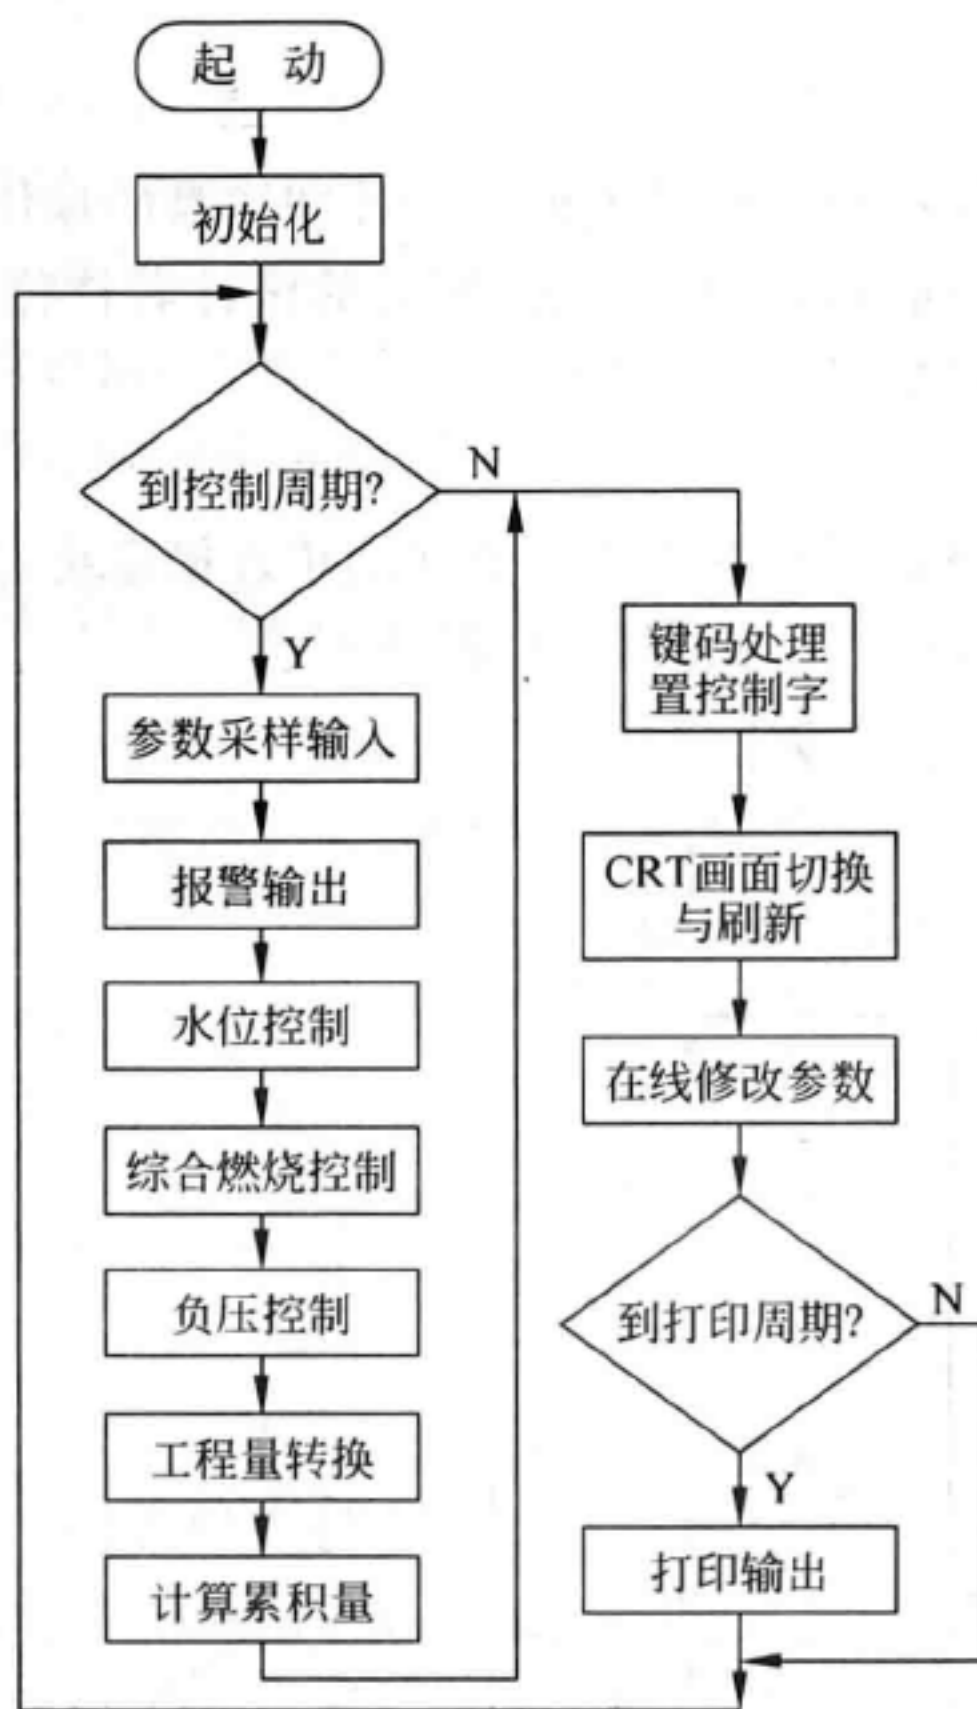 起 动
初始化
到控制周期?
N
Y
参数采样输入
报警输出
水位控制
综合燃烧控制
负压控制
工程量转换
计算累积量
键码处理
置控制字
CRT画面切换
与刷新
在线修改参数
到打印周期?
N
Y
打印输出